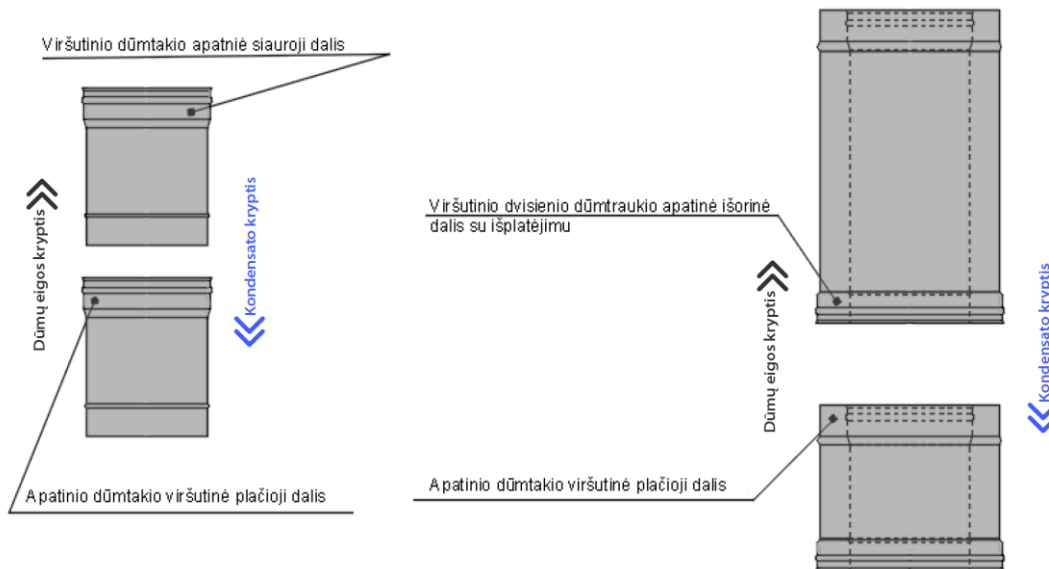 Viršutinio dūmtakio apatniė siauroji dalis
Dūmų eigos kryptis
Kondensato kryptis
Apatinio dūmtakio viršutinė plačioji dalis
Viršutinio dvisienio dūmtraukio apatinė išorinė
dalis su išplatėjimu
Dūmų eigos kryptis
Kondensato kryptis
Apatinio dūmtakio viršutinė plačioji dalis